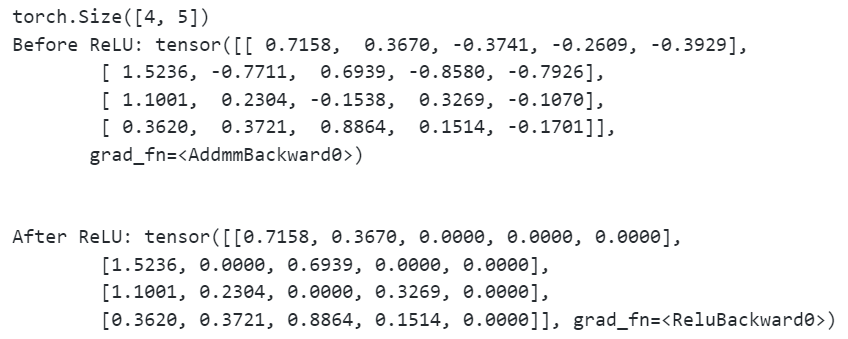 torch.Size([4, 5])
Before ReLU: tensor([[ 0.7158,  0.3670, -0.3741, -0.2609, -0.3929],
        [ 1.5236, -0.7711,  0.6939, -0.8580, -0.7926],
        [ 1.1001,  0.2304, -0.1538,  0.3269, -0.1070],
        [ 0.3620,  0.3721,  0.8864,  0.1514, -0.1701]],
       grad_fn=<AddmmBackward0>)
After ReLU: tensor([[0.7158, 0.3670, 0.0000, 0.0000, 0.0000],
        [1.5236, 0.0000, 0.6939, 0.0000, 0.0000],
        [1.1001, 0.2304, 0.0000, 0.3269, 0.0000],
        [0.3620, 0.3721, 0.8864, 0.1514, 0.0000]], grad_fn=<ReluBackward0>)